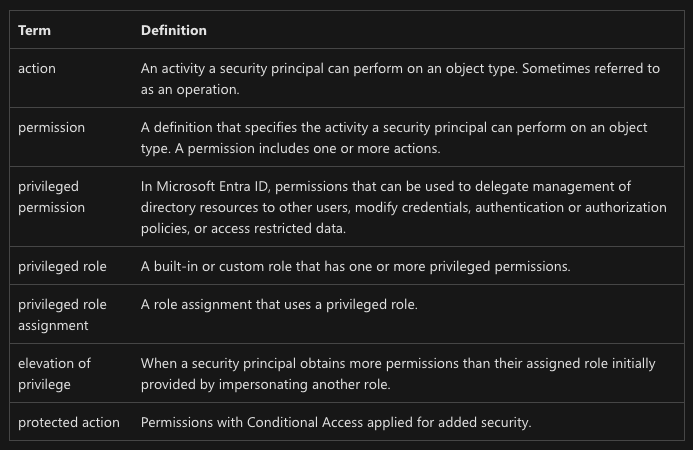 Term Definition
action An activity a security principal can perform on an object type. Sometimes referred to
as an operation.
permission A definition that specifies the activity a security principal can perform on an object
type. A permission includes one or more actions.
privileged In Microsoft Entra ID, permissions that can be used to delegate management of
permission directory resources to other users, modify credentials, authentication or authorization
policies, or access restricted data.
privileged role A built-in or custom role that has one or more privileged permissions.
privileged role A role assignment that uses a privileged role.
assignment
elevation of When a security principal obtains more permissions than their assigned role initially
privilege provided by impersonating another role.
protected action Permissions with Conditional Access applied for added security.